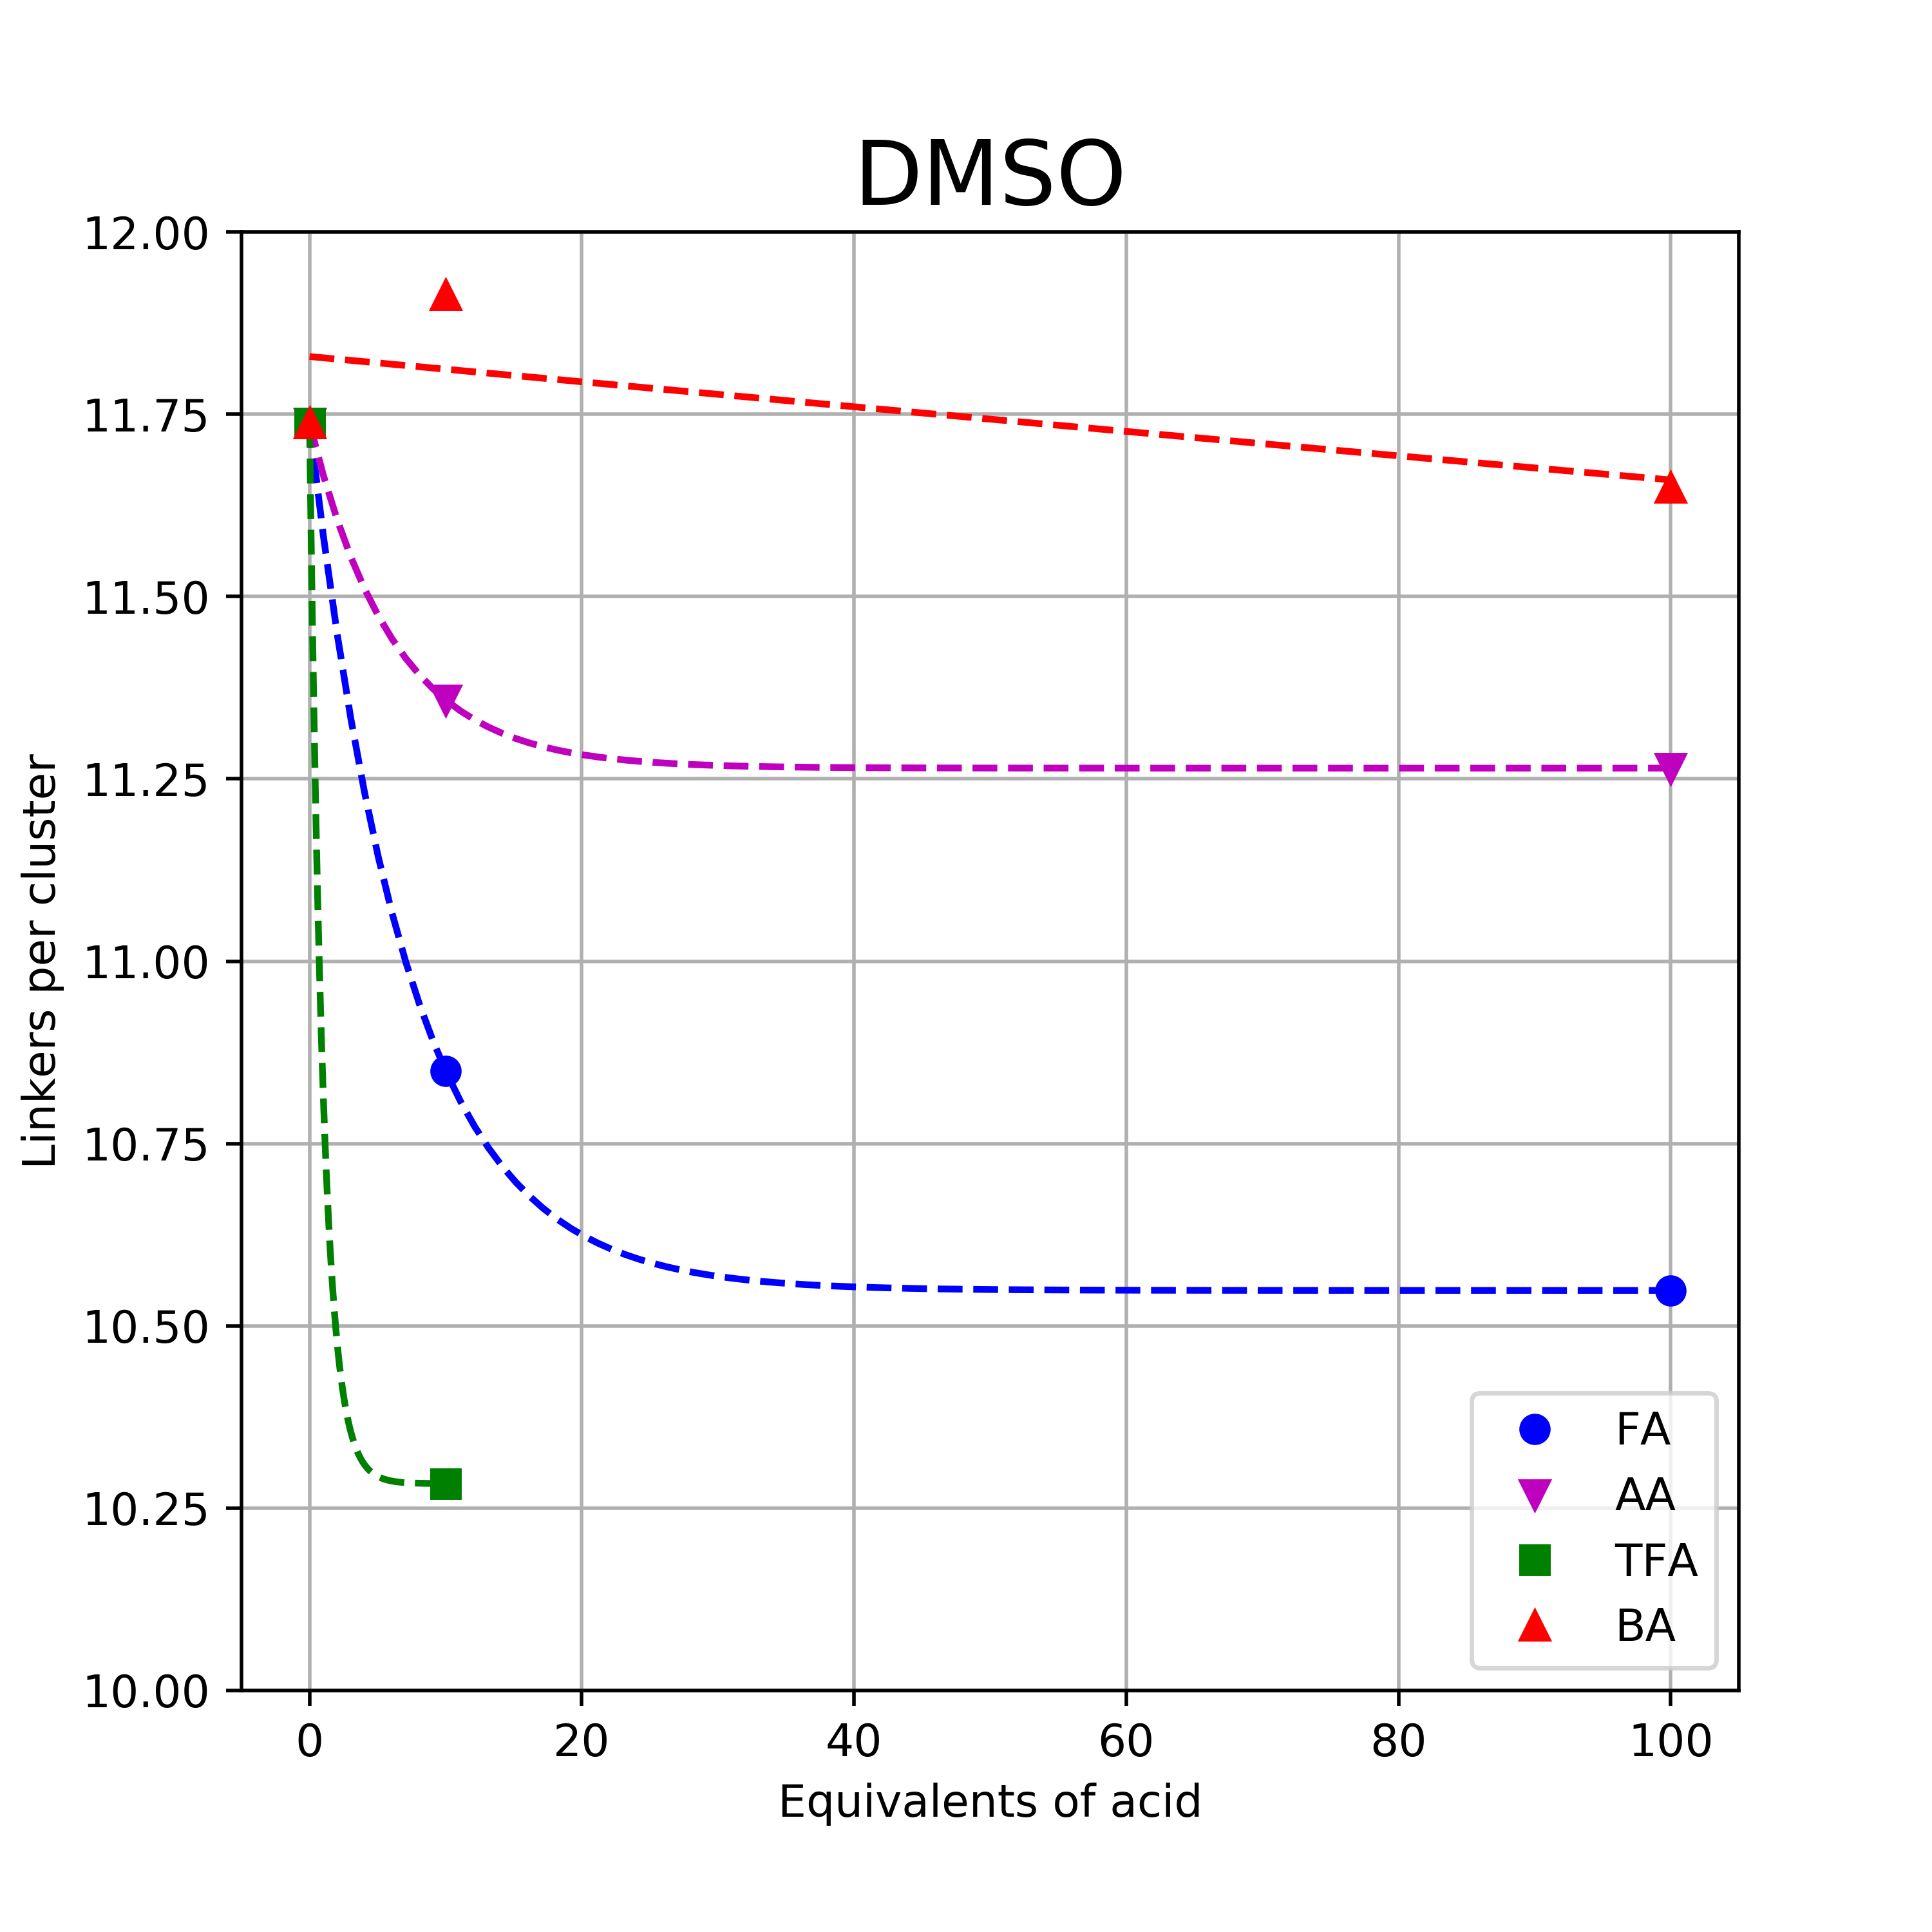 DMSO
12.00
11.75
11.50
11.25
11.00
10.75
10.50
10.25
10.00
Linkers per cluster
0 20 40 60 80 100
Equivalents of acid
FA
AA
TFA
BA